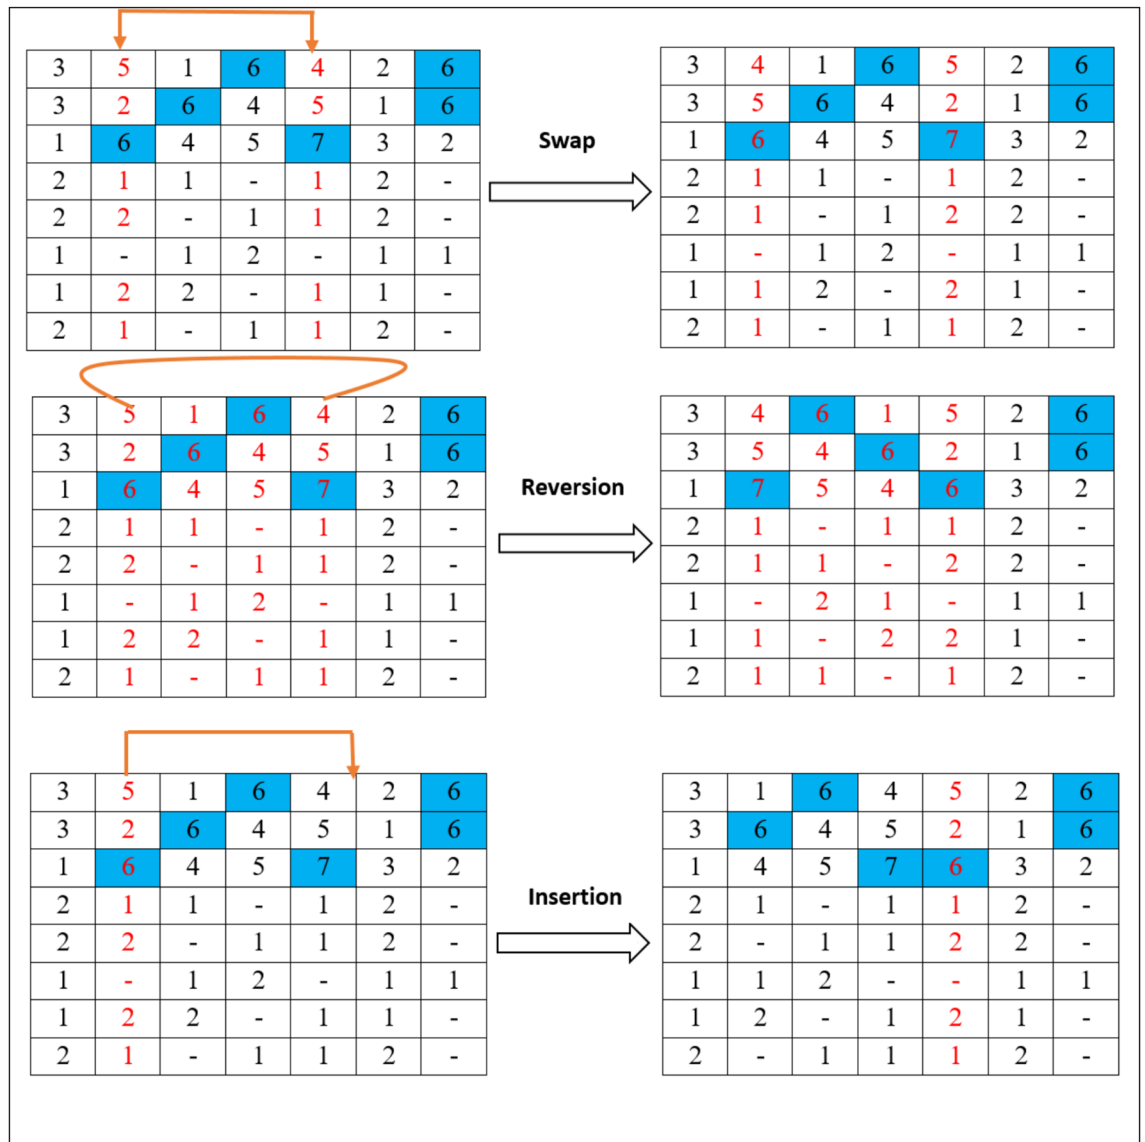 3 5 1 6 4 2 6
3 2 6 4 5 1 6
1 6 4 5 7 3 2
2 1 1 - 1 2 -
2 2 - 1 1 2 -
1 - 1 2 - 1 1
1 2 2 - 1 1 -
2 1 - 1 1 2 -
Swap
3 4 1 6 5 2 6
3 5 6 4 2 1 6
1 6 4 5 7 3 2
2 1 1 - 1 2 -
2 1 - 1 2 2 -
1 - 1 2 - 1 1
1 1 2 - 2 1 -
2 1 - 1 1 2 -
3 5 1 6 4 2 6
3 2 6 4 5 1 6
1 6 4 5 7 3 2
2 1 1 - 1 2 -
2 2 - 1 1 2 -
1 - 1 2 - 1 1
1 2 2 - 1 1 -
2 1 - 1 1 2 -
Reversion
3 4 6 1 5 2 6
3 5 4 6 2 1 6
1 7 5 4 6 3 2
2 1 - 1 1 2 -
2 1 1 - 2 2 -
1 - 2 1 - 1 1
1 1 - 2 2 1 -
2 1 1 - 1 2 -
3 5 1 6 4 2 6
3 2 6 4 5 1 6
1 6 4 5 7 3 2
2 1 1 - 1 2 -
2 2 - 1 1 2 -
1 - 1 2 - 1 1
1 2 2 - 1 1 -
2 1 - 1 1 2 -
Insertion
3 1 6 4 5 2 6
3 6 4 5 2 1 6
1 4 5 7 6 3 2
2 1 - 1 1 2 -
2 - 1 1 2 2 -
1 1 2 - - 1 1
1 2 - 1 2 1 -
2 - 1 1 1 2 -